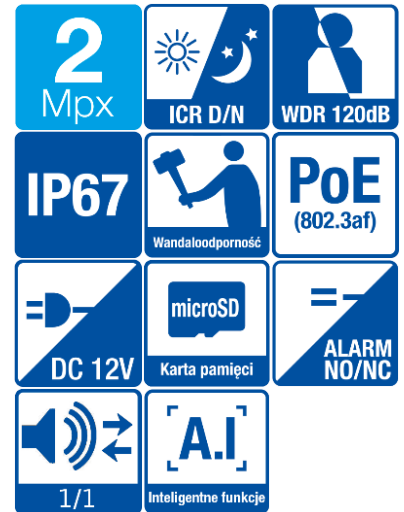 2
Mpx
ICR D/N
WDR 120dB
IP67
Wandaloodporność
PoE
(802.3af)
DC 12V
microSD
Karta pamięci
ALARM
NO/NC
1/1
A.I
Inteligentne funkcje